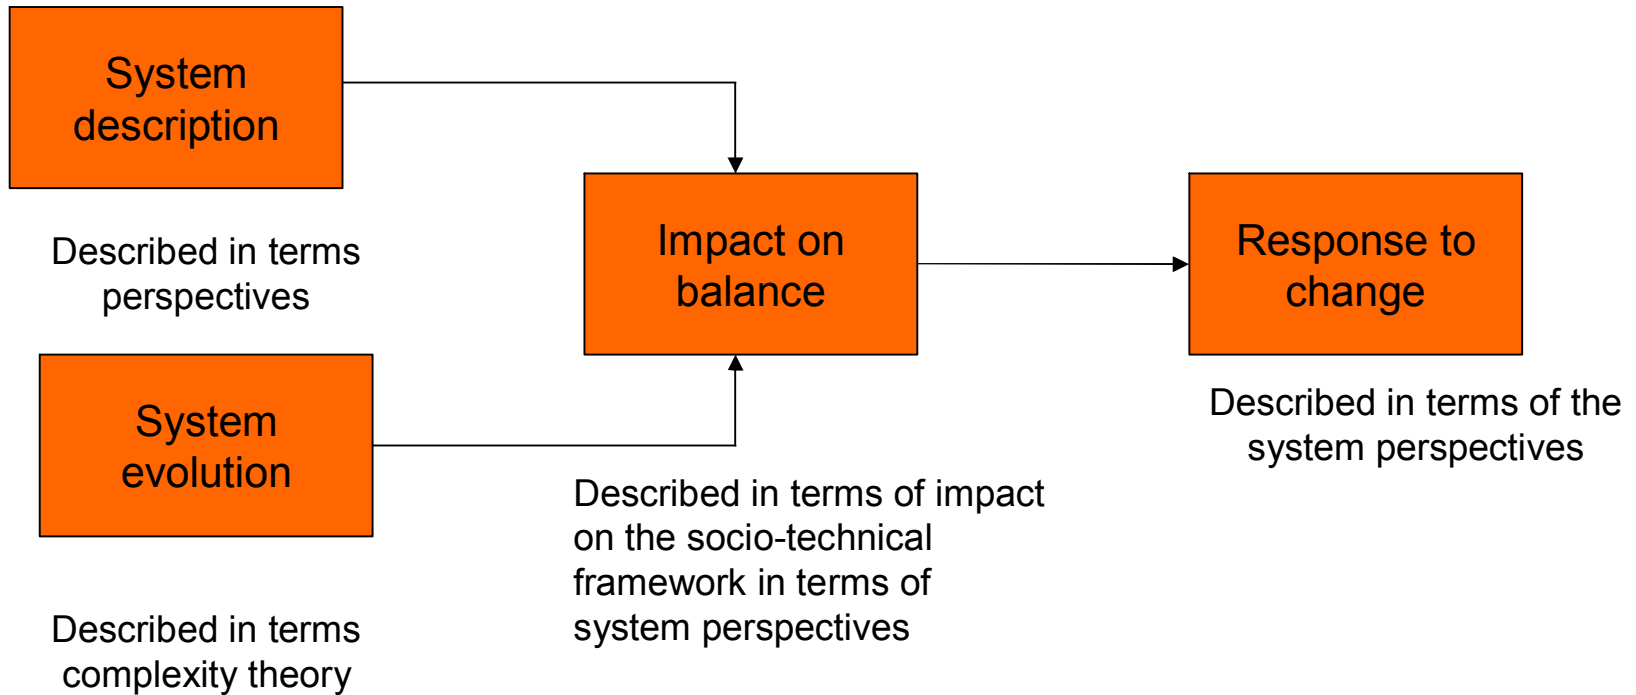 System
description
Described in terms
perspectives
System
evolution
Described in terms
complexity theory
Impact on
balance
Described in terms of impact
on the socio-technical
framework in terms of
system perspectives
Response to
change
Described in terms of the
system perspectives